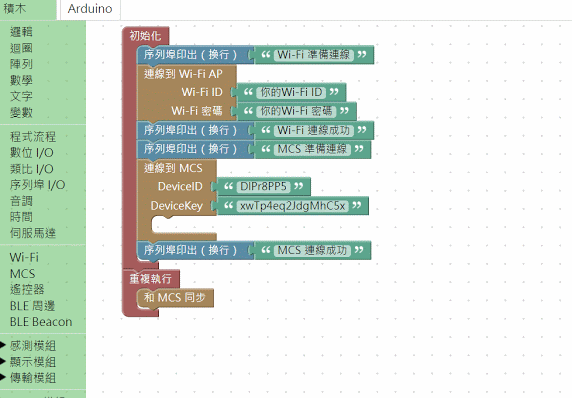 積木 Arduino
邏輯
迴圈
陣列
數學
文字
變數
程式流程
數位 I/O
類比 I/O
序列埠 I/O
音調
時間
伺服馬達
Wi-Fi
MCS
遙控器
BLE 周邊
BLE Beacon
感測模組
顯示模組
傳輸模組
初始化
序列埠印出（換行） “ Wi-Fi 準備連線 ”
連線到 Wi-Fi AP
Wi-Fi ID “ 你的Wi-Fi ID ”
Wi-Fi 密碼 “ 你的Wi-Fi 密碼 ”
序列埠印出（換行） “ Wi-Fi 連線成功 ”
序列埠印出（換行） “ MCS 準備連線 ”
連線到 MCS
DeviceID “ DIPr8PP5 ”
DeviceKey “ xwTp4eq2JdgMhC5x ”
序列埠印出（換行） “ MCS 連線成功 ”
重複執行
和 MCS 同步